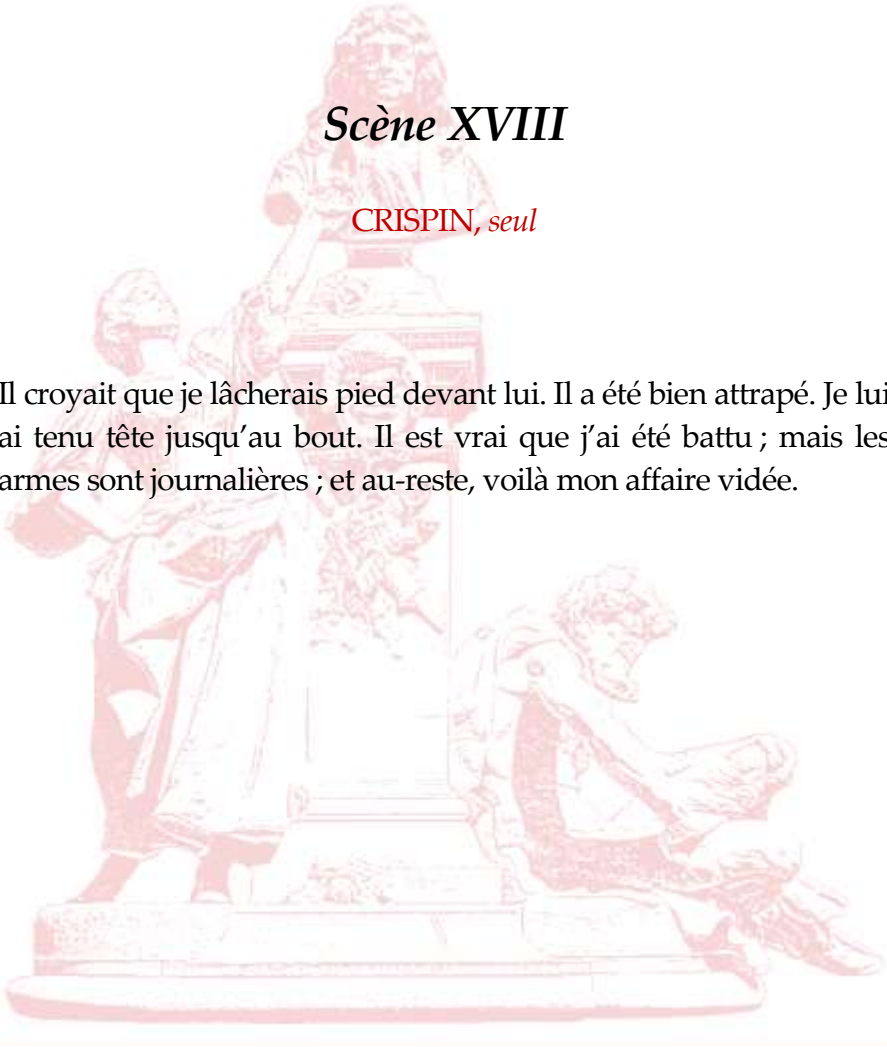 Scène XVIII
CRISPIN, seul
Il croyait que je lâcherais pied devant lui. Il a été bien attrapé. Je lui
ai tenu tête jusqu’au bout. Il est vrai que j’ai été battu ; mais les
armes sont journalières ; et au-reste, voilà mon affaire vidée.